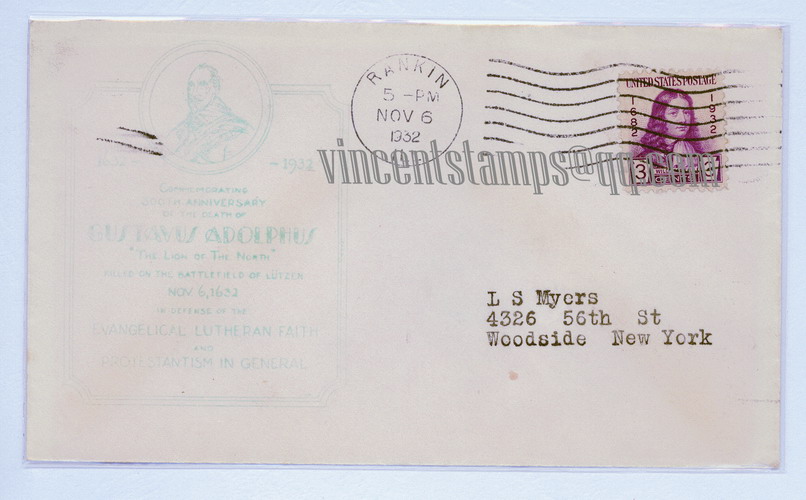 1632 - - 1932
COMMEMORATING
300TH ANNIVERSARY
OF THE DEATH OF
GUSTAVUS ADOLPHUS
"THE LION OF THE NORTH"
KILLED ON THE BATTLEFIELD OF LÜTZEN
NOV. 6, 1632
IN DEFENSE OF THE
EVANGELICAL LUTHERAN FAITH
AND
PROTESTANTISM IN GENERAL
RANKIN
5 - PM
NOV 6
1932
UNITED STATES POSTAGE
1682 1932
3
vincentstamps@qq.com
L S Myers
4326 56th St
Woodside New York